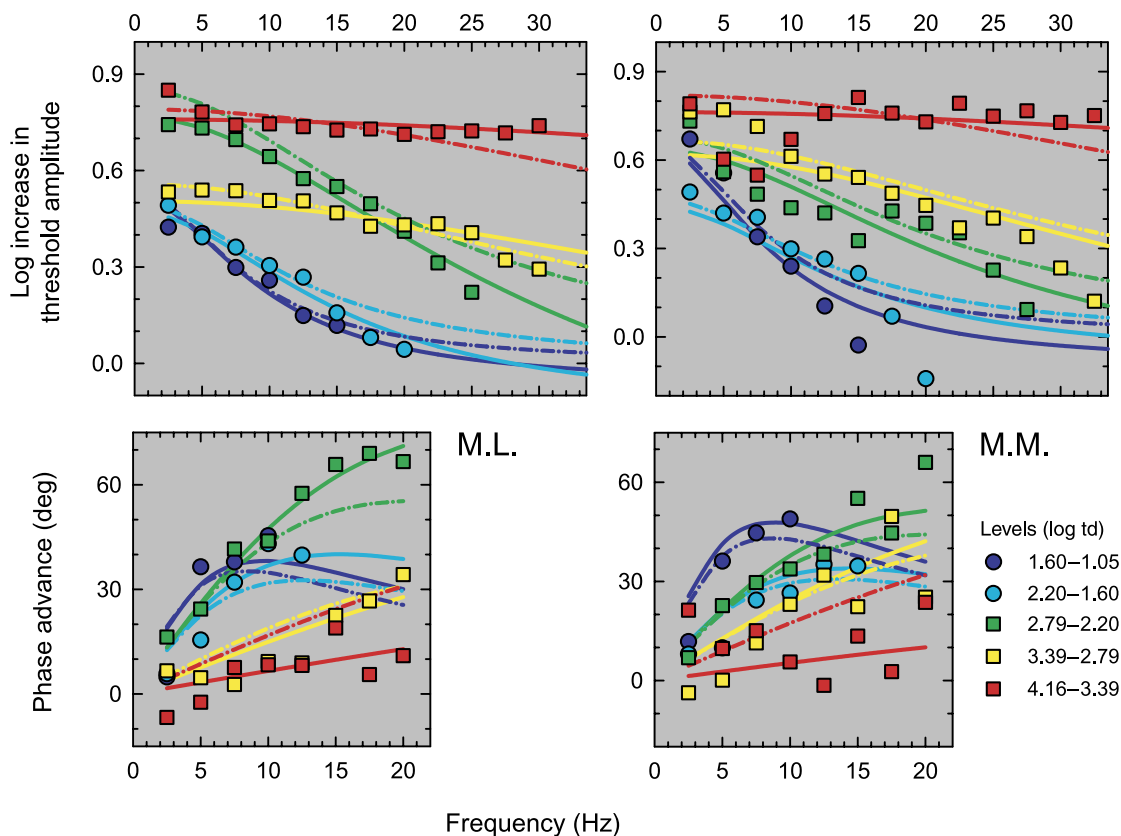 0 5 10 15 20 25 30
0 5 10 15 20 25 30
Log increase in
threshold amplitude
0.9
0.6
0.3
0.0
0.9
0.6
0.3
0.0
M.L.
M.M.
Phase advance (deg)
60
30
0
60
30
0
Levels (log td)
1.60–1.05
2.20–1.60
2.79–2.20
3.39–2.79
4.16–3.39
0 5 10 15 20
0 5 10 15 20
Frequency (Hz)